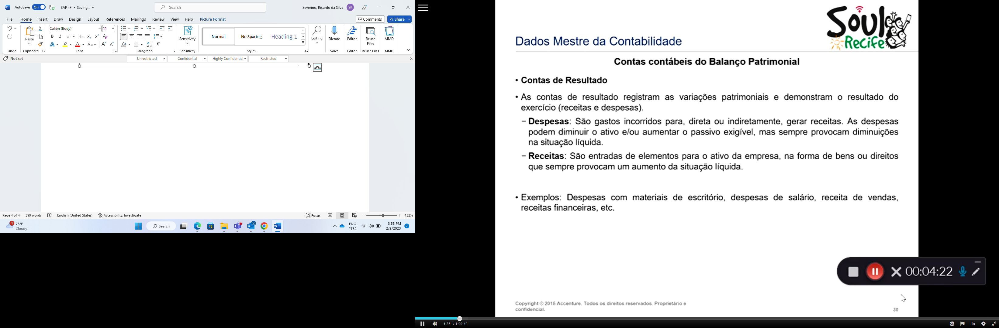 AutoSave On SAP -FI • Saving... Search Severino, Ricardo da Silva SR
File Home Insert Draw Design Layout References Mailings Review View Help Picture Format Comments Share
Calibri (Body) 11
Paste
B I U ab x₂ x²
A Aa A A
Normal No Spacing Heading 1
Sensitivity Editing Dictate Editor Reuse Files MMD
Undo Clipboard Font Paragraph Sensitivity Styles Voice Editor Reuse Files MMD
Not set Unrestricted Confidential Highly Confidential Restricted
Page 4 of 4 399 words English (United States) Accessibility: Investigate Focus 132%
1 75°F
Cloudy
Search
ENG
PTB2
3:55 PM
2/9/2023
7
Soul
Recife
Dados Mestre da Contabilidade
Contas contábeis do Balanço Patrimonial
• Contas de Resultado
• As contas de resultado registram as variações patrimoniais e demonstram o resultado do
exercício (receitas e despesas).
– Despesas: São gastos incorridos para, direta ou indiretamente, gerar receitas. As despesas
podem diminuir o ativo e/ou aumentar o passivo exigível, mas sempre provocam diminuições
na situação líquida.
– Receitas: São entradas de elementos para o ativo da empresa, na forma de bens ou direitos
que sempre provocam um aumento da situação líquida.
• Exemplos: Despesas com materiais de escritório, despesas de salário, receita de vendas,
receitas financeiras, etc.
00:04:22
Copyright © 2015 Accenture. Todos os direitos reservados. Proprietário e
confidencial.
30
4:23 / 1:00:40
CC
1x